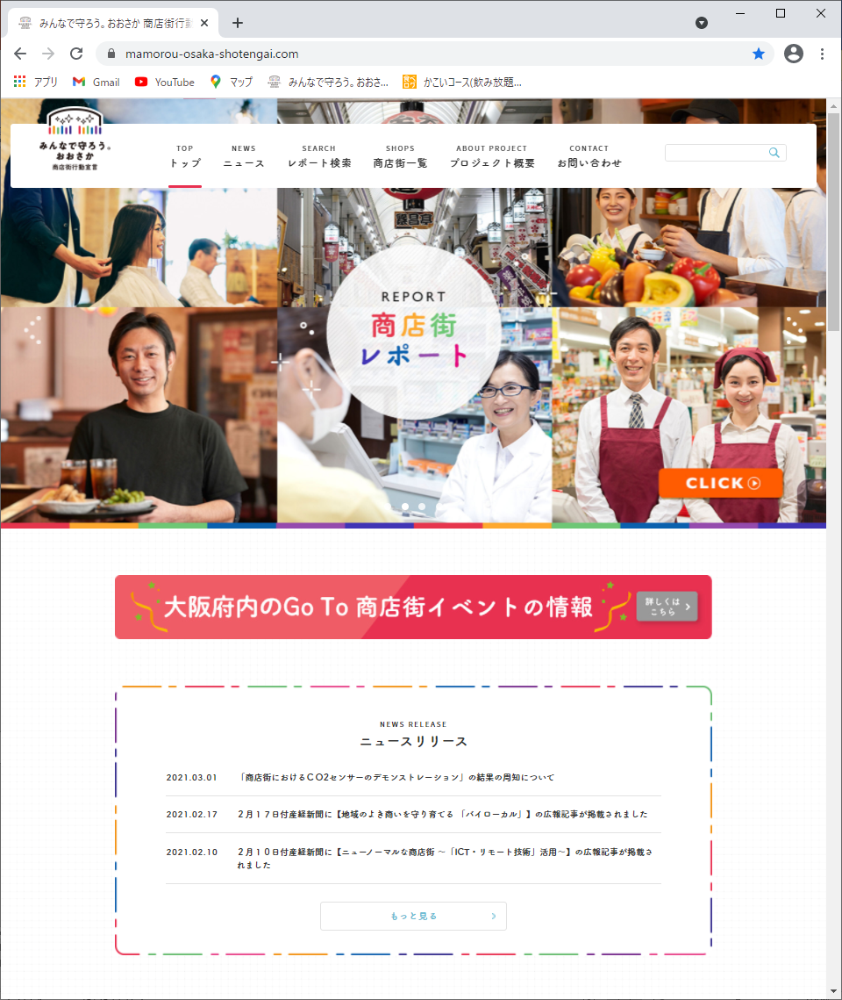 みんなで守ろう。おおさか 商店街行動
mamorou-osaka-shotengai.com
アプリ
Gmail
YouTube
マップ
みんなで守ろう。おおさ...
かこいコース(飲み放題...
みんなで守ろう。
おおさか
商店街行動宣言
TOP
トップ
NEWS
ニュース
SEARCH
レポート検索
SHOPS
商店街一覧
ABOUT PROJECT
プロジェクト概要
CONTACT
お問い合わせ
繁昌亭
REPORT
商店街
レポート
CLICK
大阪府内のGo To 商店街イベントの情報
詳しくは
こちら
NEWS RELEASE
ニュースリリース
2021.03.01 「商店街におけるＣＯ2センサーのデモンストレーション」の結果の周知について
2021.02.17 ２月１７日付産経新聞に【地域のよき商いを守り育てる 「バイローカル」】の広報記事が掲載されました
2021.02.10 ２月１０日付産経新聞に【ニューノーマルな商店街 ～「ICT・リモート技術」活用～】の広報記事が掲載さ
れました
もっと見る